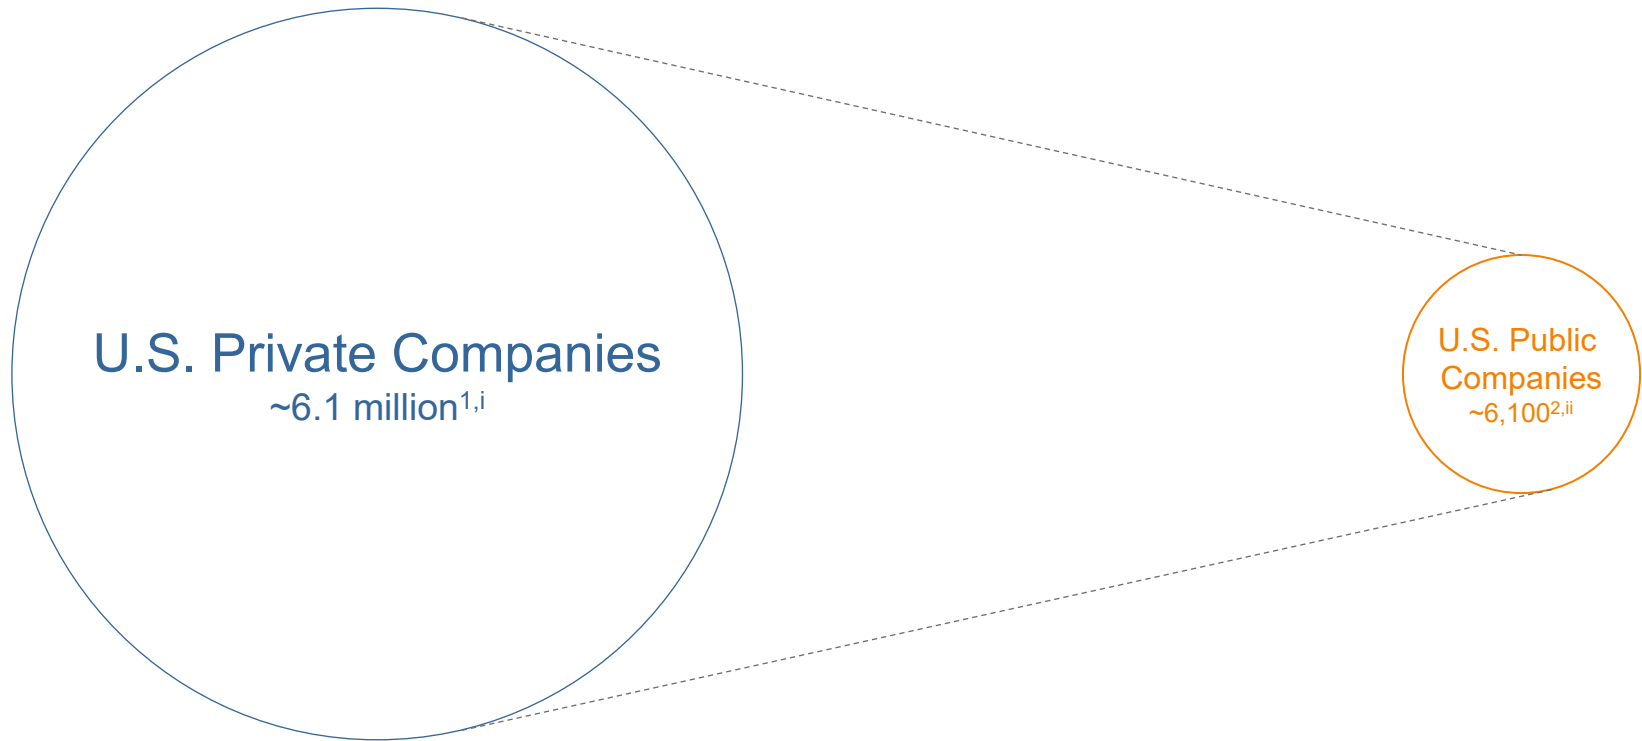 U.S. Private Companies
~6.1 million1,i
U.S. Public
Companies
~6,1002,ii